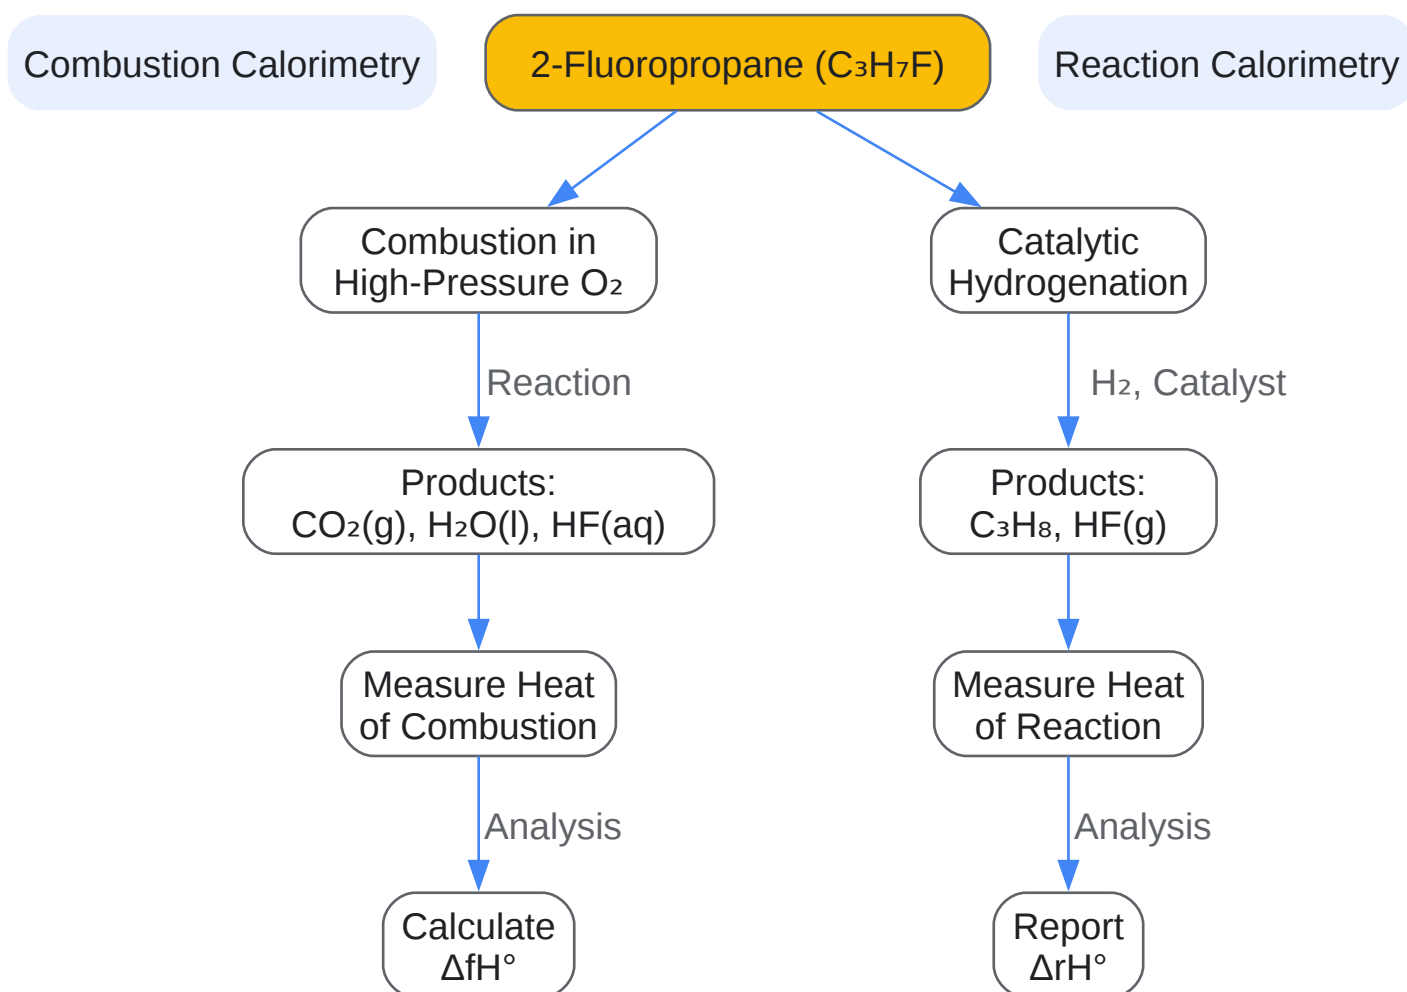 Combustion Calorimetry
2-Fluoropropane (C₃H₇F)
Reaction Calorimetry
Combustion in
High-Pressure O₂
Catalytic
Hydrogenation
Reaction
H₂, Catalyst
Products:
CO₂(g), H₂O(l), HF(aq)
Products:
C₃H₈, HF(g)
Measure Heat
of Combustion
Measure Heat
of Reaction
Analysis
Analysis
Calculate
ΔfH°
Report
ΔrH°